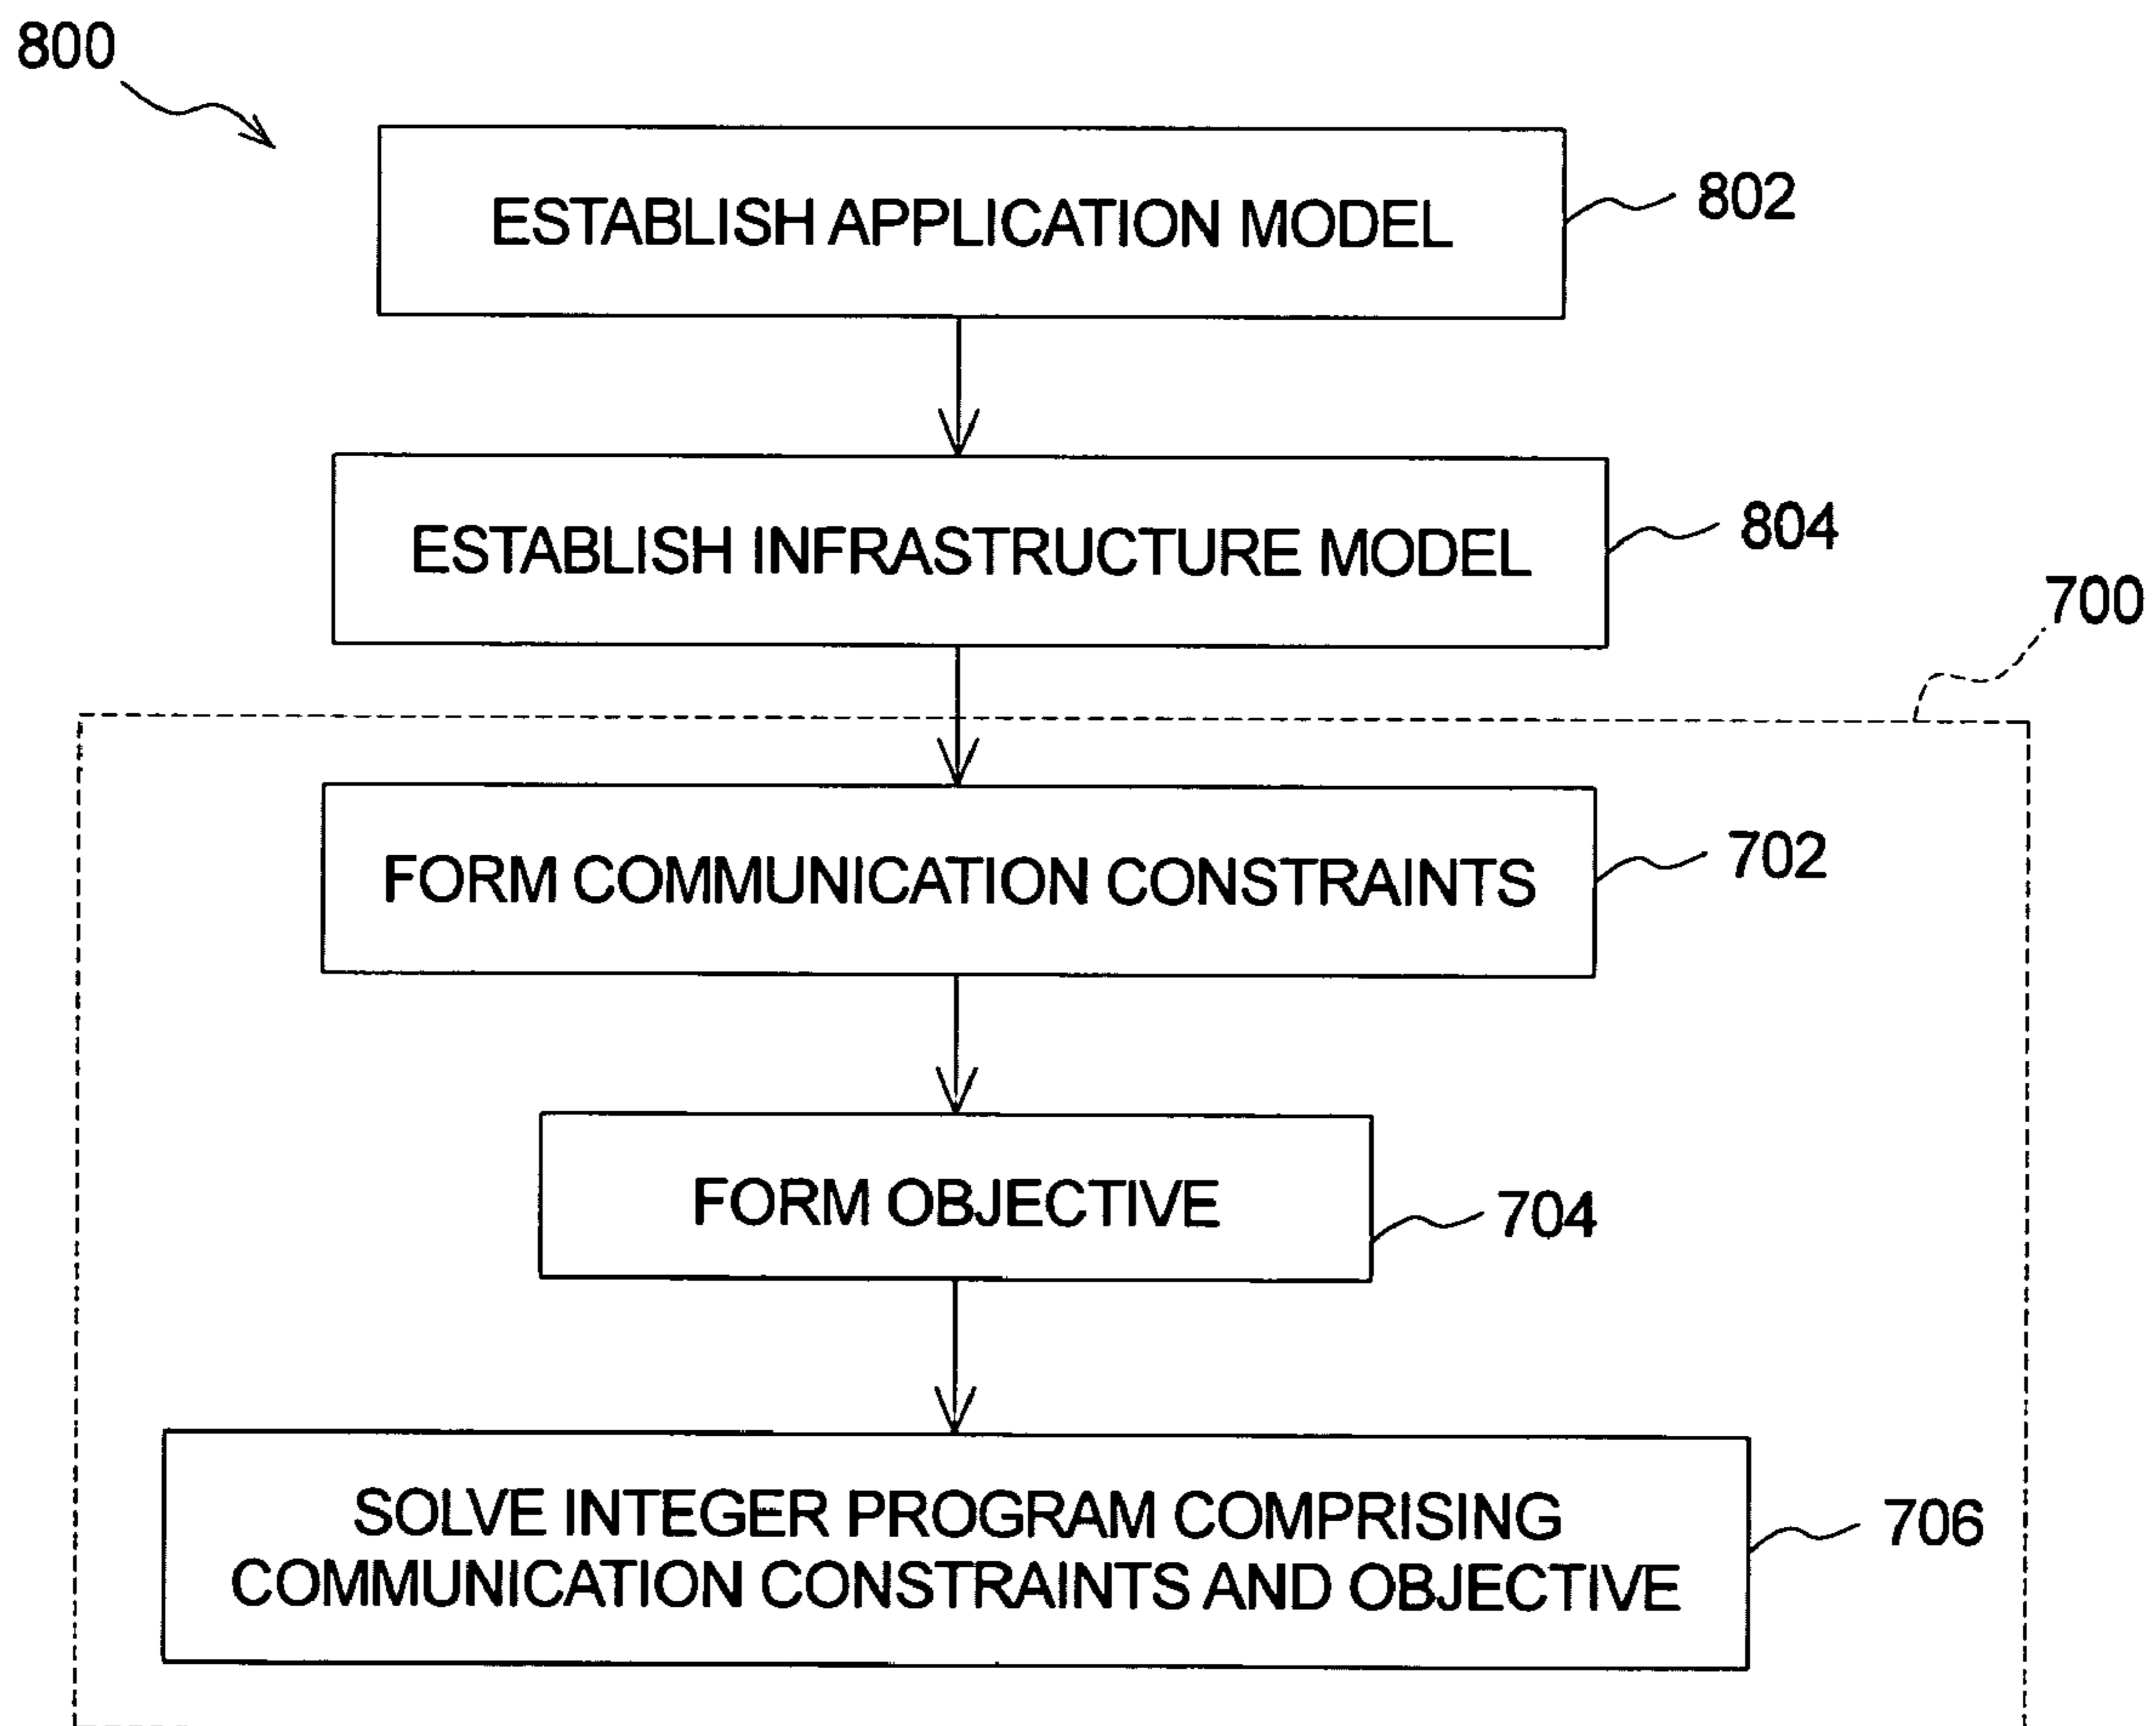 800
ESTABLISH APPLICATION MODEL
802
ESTABLISH INFRASTRUCTURE MODEL
804
700
FORM COMMUNICATION CONSTRAINTS
702
FORM OBJECTIVE
704
SOLVE INTEGER PROGRAM COMPRISING
COMMUNICATION CONSTRAINTS AND OBJECTIVE
706